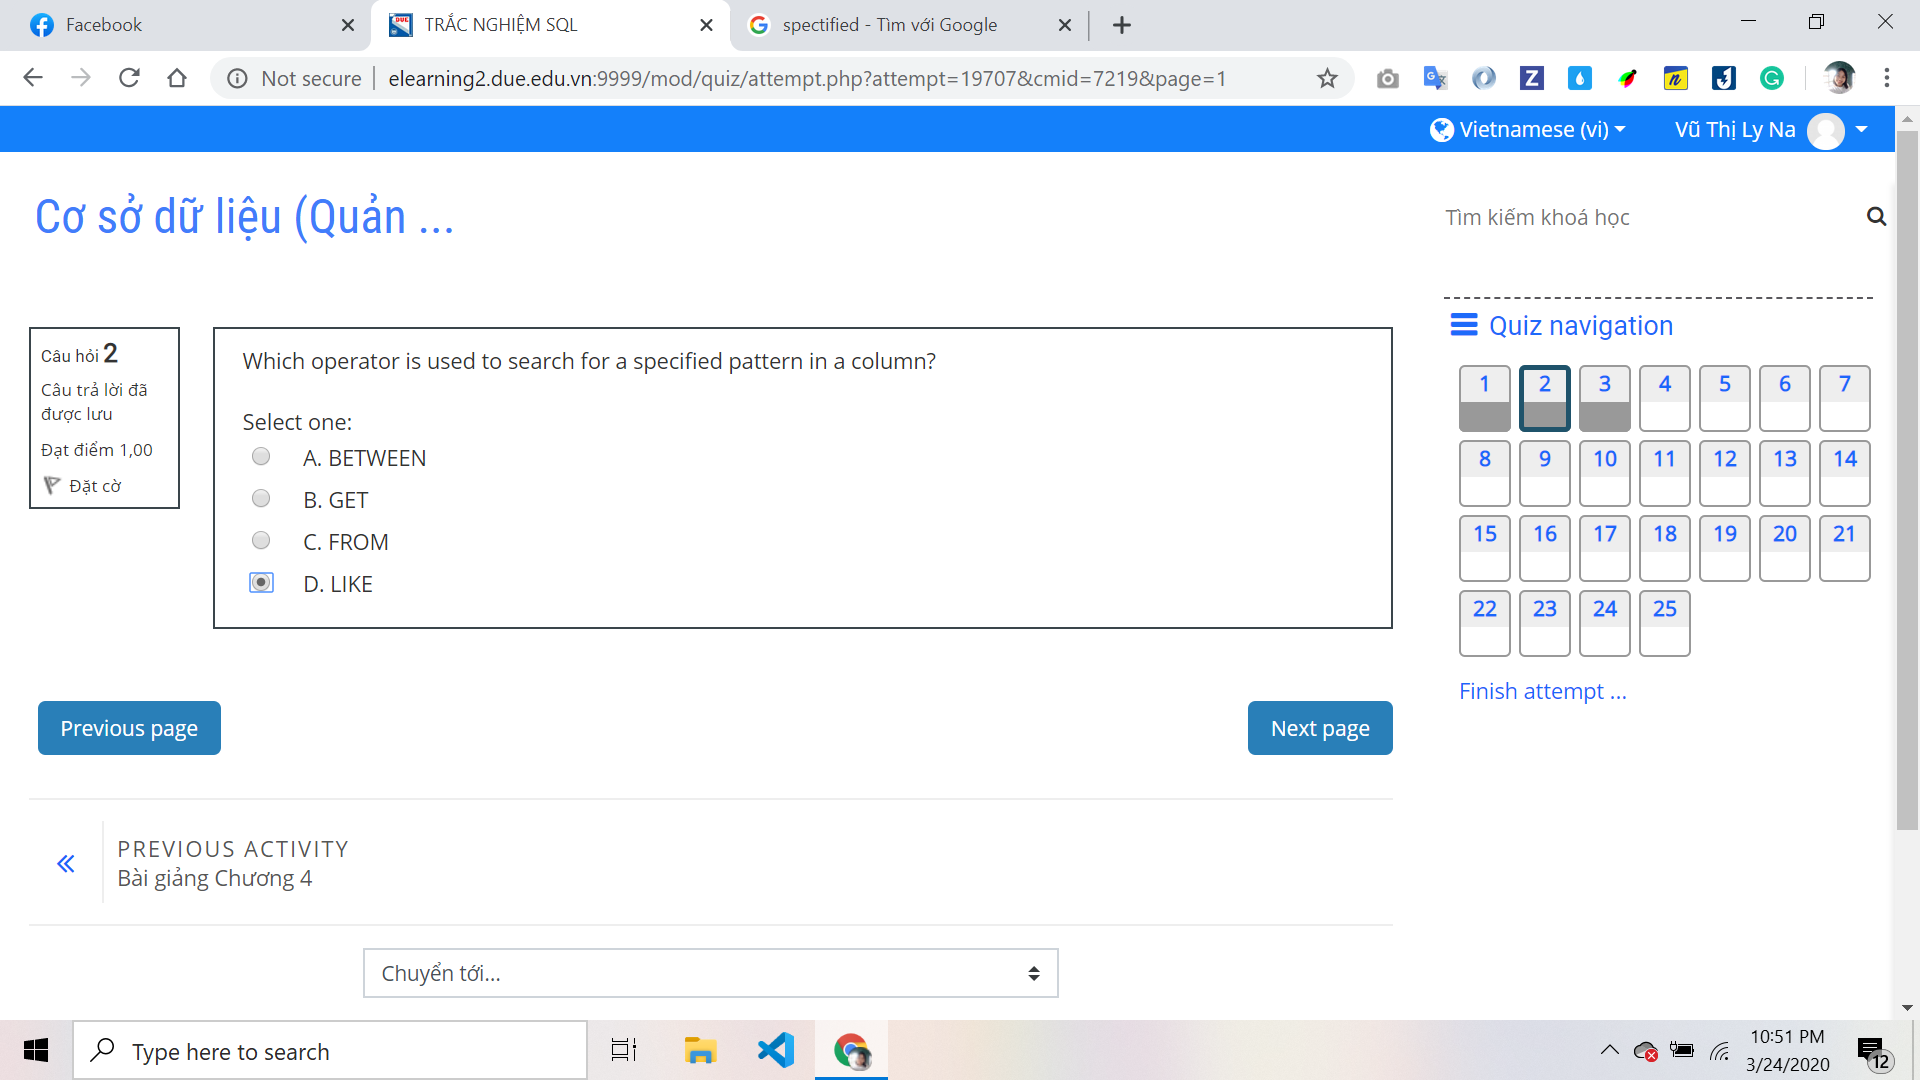 Facebook
TRẮC NGHIỆM SQL
spectified - Tìm với Google
Not secure
elearning2.due.edu.vn:9999/mod/quiz/attempt.php?attempt=19707&cmid=7219&page=1
Vietnamese (vi)
Vũ Thị Ly Na
Cơ sở dữ liệu (Quản ...
Tìm kiếm khoá học
Câu hỏi 2
Câu trả lời đã
được lưu
Đạt điểm 1,00
Đặt cờ
Which operator is used to search for a specified pattern in a column?
Select one:
A. BETWEEN
B. GET
C. FROM
D. LIKE
Quiz navigation
1 2 3 4 5 6 7
8 9 10 11 12 13 14
15 16 17 18 19 20 21
22 23 24 25
Finish attempt ...
Previous page
Next page
PREVIOUS ACTIVITY
Bài giảng Chương 4
Chuyển tới...
Type here to search
10:51 PM
3/24/2020
12